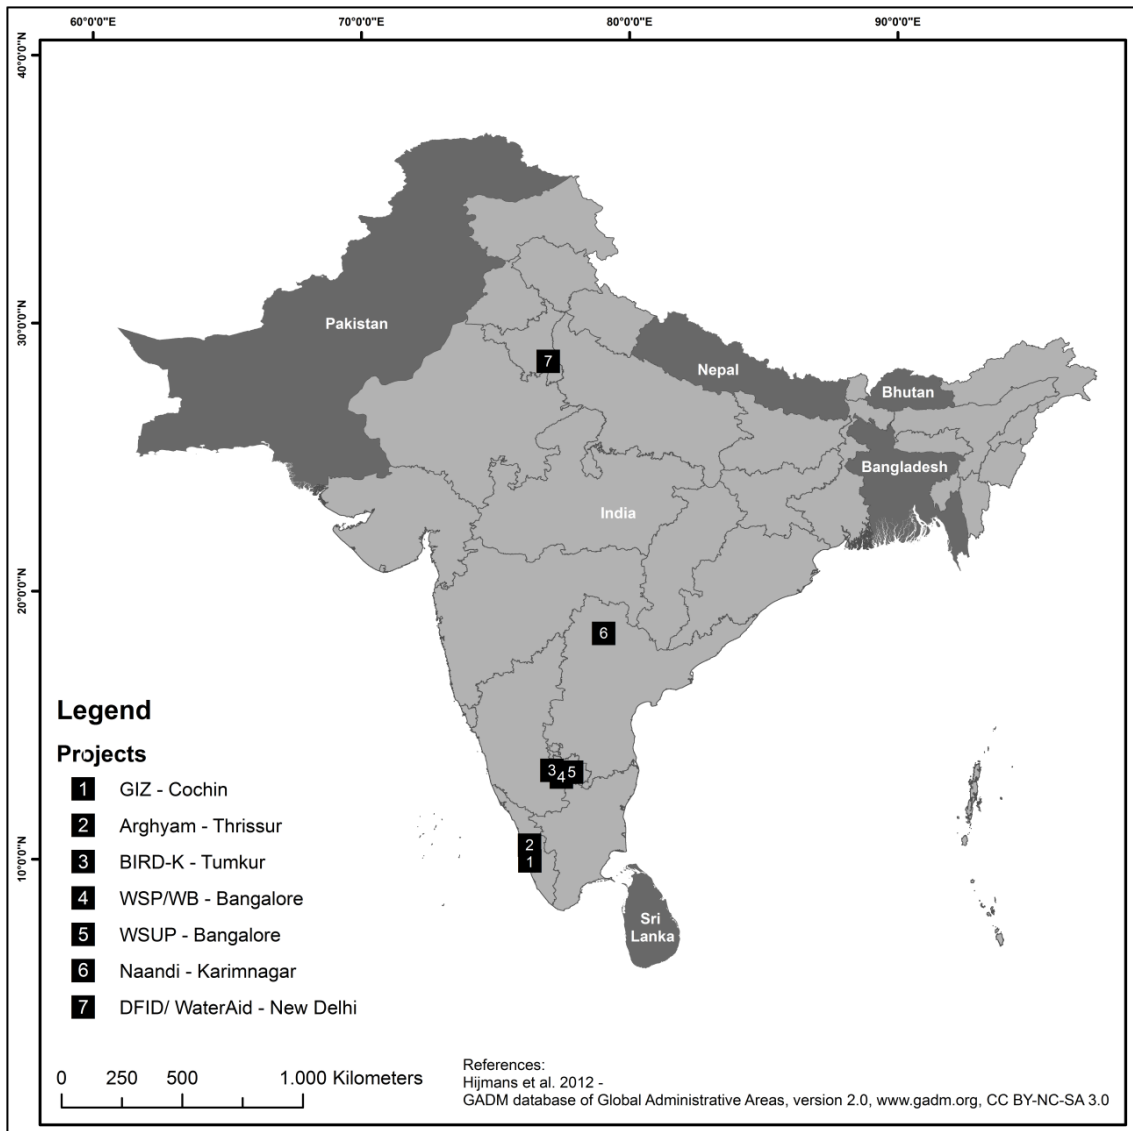 60°0'0"E 70°0'0"E 80°0'0"E 90°0'0"E
40°0'0"N
30°0'0"N
20°0'0"N
10°0'0"N
Pakistan
Nepal
Bhutan
Bangladesh
India
Sri
Lanka
7
6
3 4 5
2
1
Legend
Projects
1 GIZ - Cochin
2 Arghyam - Thrissur
3 BIRD-K - Tumkur
4 WSP/WB - Bangalore
5 WSUP - Bangalore
6 Naandi - Karimnagar
7 DFID/ WaterAid - New Delhi
0 250 500 1.000 Kilometers
References:
Hijmans et al. 2012 -
GADM database of Global Administrative Areas, version 2.0, www.gadm.org, CC BY-NC-SA 3.0